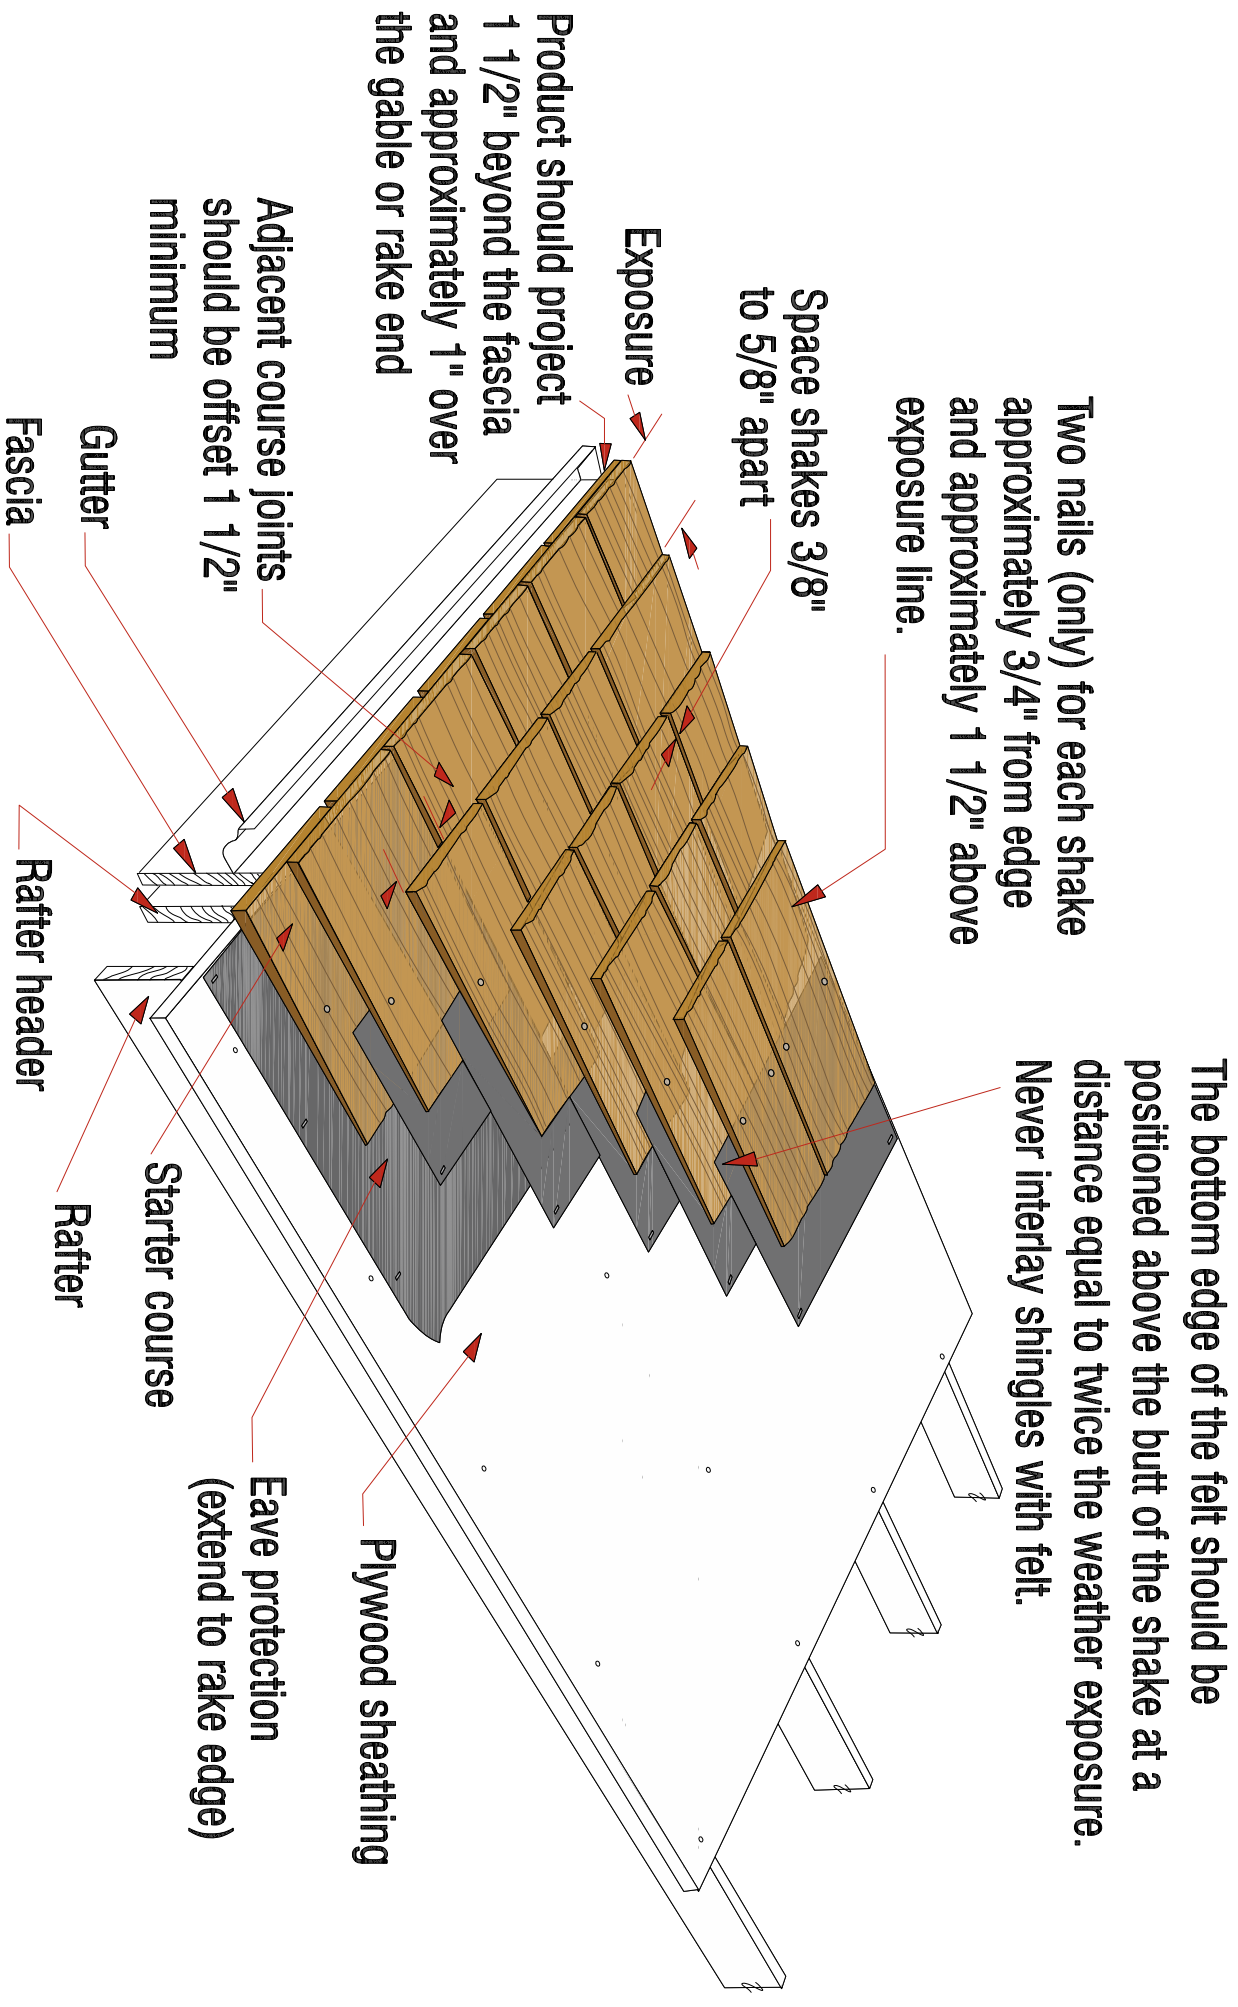 The bottom edge of the felt should be
positioned above the butt of the shake at a
distance equal to twice the weather exposure.
Never interlay shingles with felt.
Two nails (only) for each shake
approximately 3/4" from edge
and approximately 1 1/2" above
exposure line.
Space shakes 3/8"
to 5/8" apart
Exposure
Product should project
1 1/2" beyond the fascia
and approximately 1" over
the gable or rake end
Adjacent course joints
should be offset 1 1/2"
minimum
Gutter
Fascia
Rafter header
Rafter
Starter course
Eave protection
(extend to rake edge)
Plywood sheathing